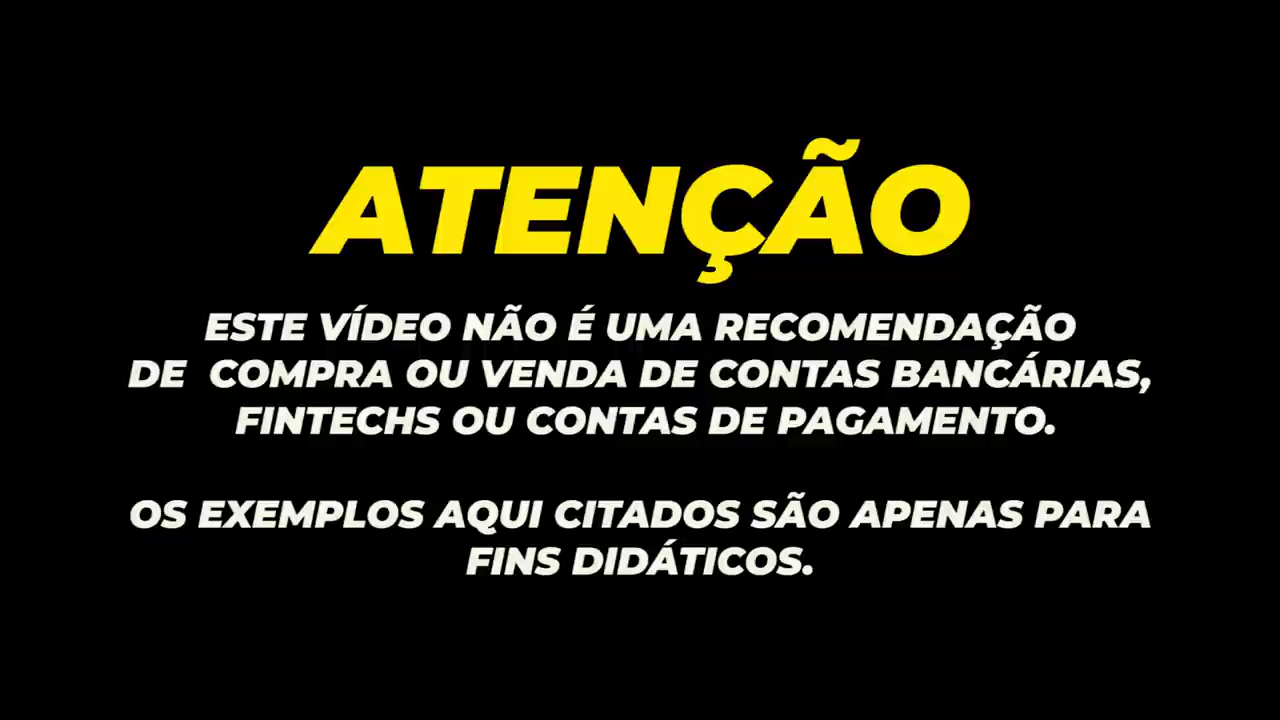 ATENÇÃO
ESTE VÍDEO NÃO É UMA RECOMENDAÇÃO
DE COMPRA OU VENDA DE CONTAS BANCÁRIAS,
FINTECHS OU CONTAS DE PAGAMENTO.
OS EXEMPLOS AQUI CITADOS SÃO APENAS PARA
FINS DIDÁTICOS.